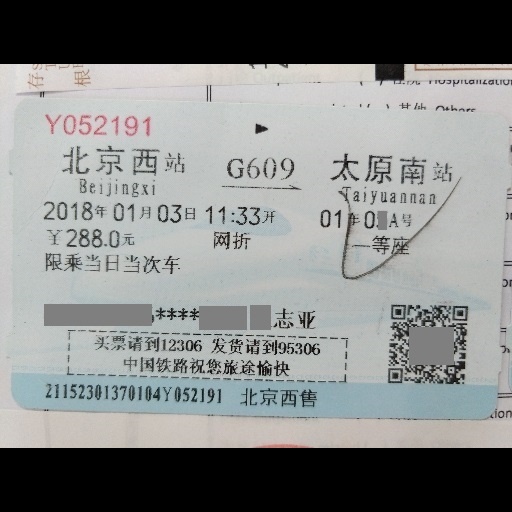 Hospitalization
其他 Others
Y052191
北京西站 G609 太原南站
Beijingxi Taiyuannan
2018年01月03日 11:33开 01车0 A号
￥288.0元 网折 一等座
限乘当日当次车
**** 志亚
买票请到12306 发货请到95306
中国铁路祝您旅途愉快
21152301370104Y052191 北京西售